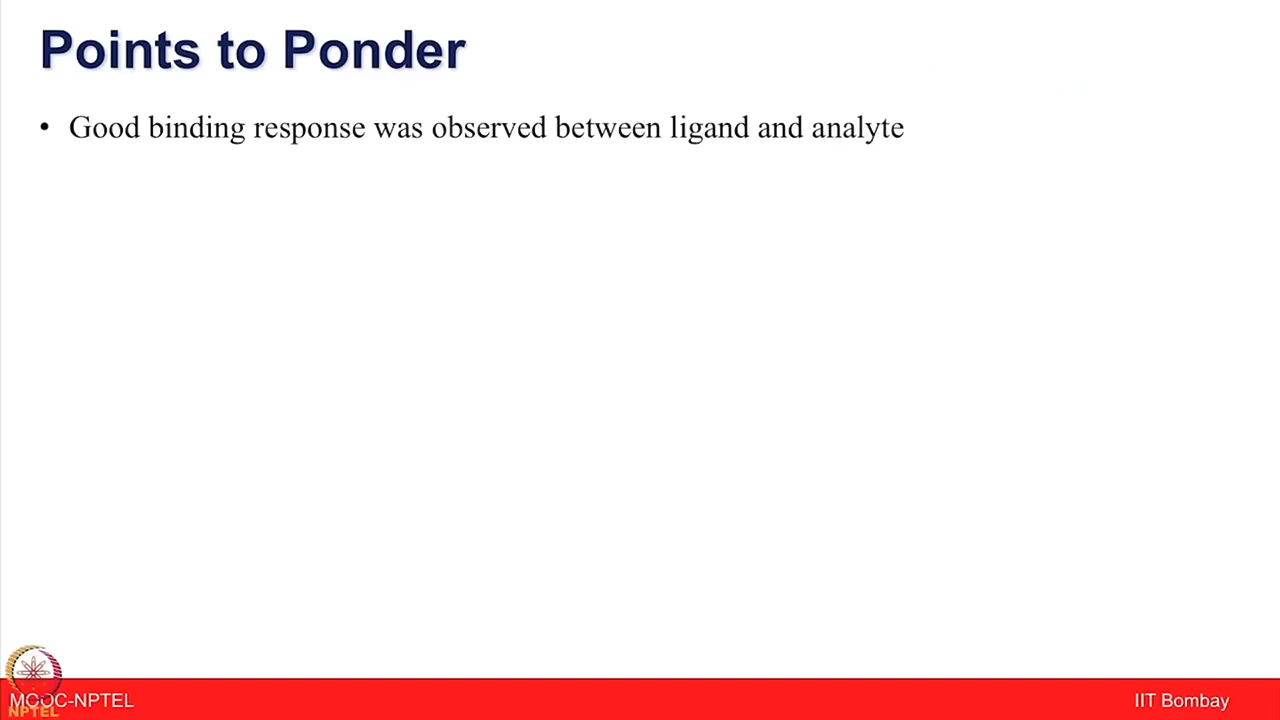 Points to Ponder
• Good binding response was observed between ligand and analyte
MOOC-NPTEL
NPTEL
IIT Bombay